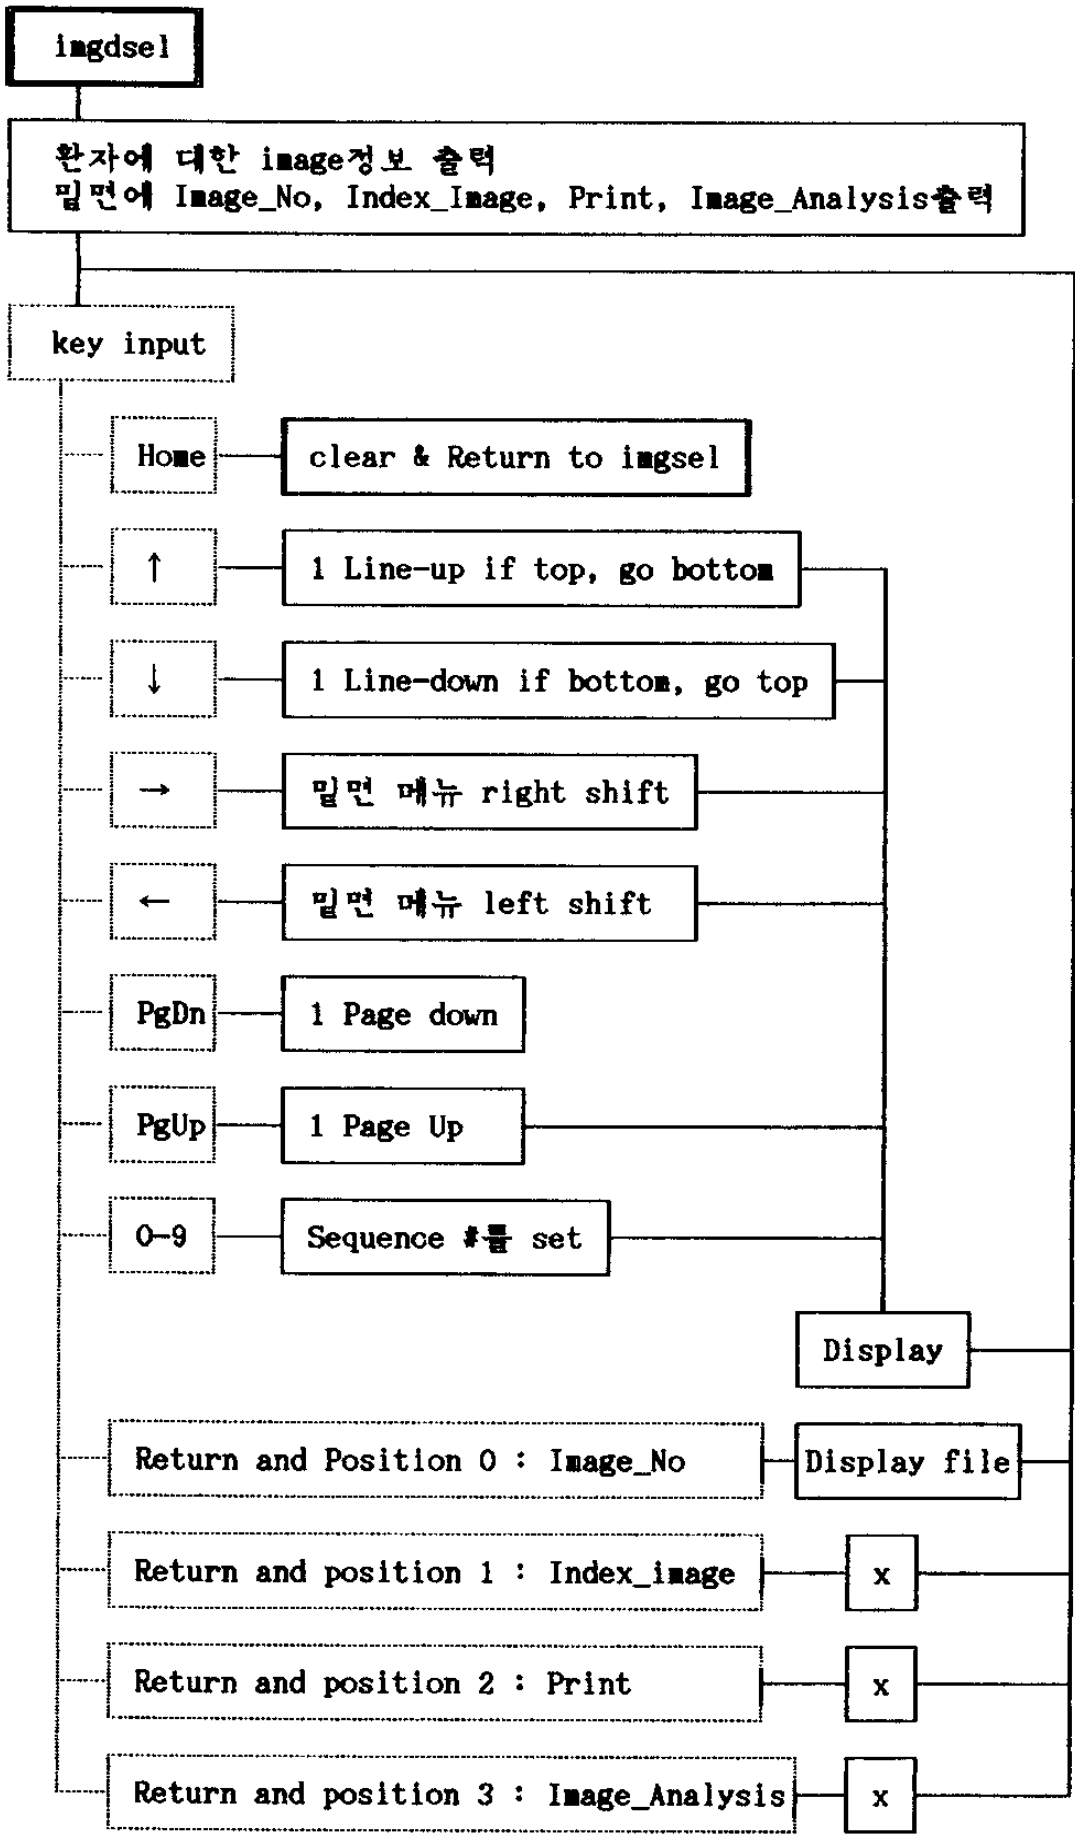 imgdsel
환자에 대한 image정보 출력
밑면에 Image_No, Index_Image, Print, Image_Analysis출력
key input
Home
clear & Return to imgsel
↑
1 Line-up if top, go bottom
↓
1 Line-down if bottom, go top
→
밑면 메뉴 right shift
←
밑면 메뉴 left shift
PgDn
1 Page down
PgUp
1 Page Up
0-9
Sequence #를 set
Display
Return and Position 0 : Image_No
Display file
Return and position 1 : Index_image
x
Return and position 2 : Print
x
Return and position 3 : Image_Analysis
x